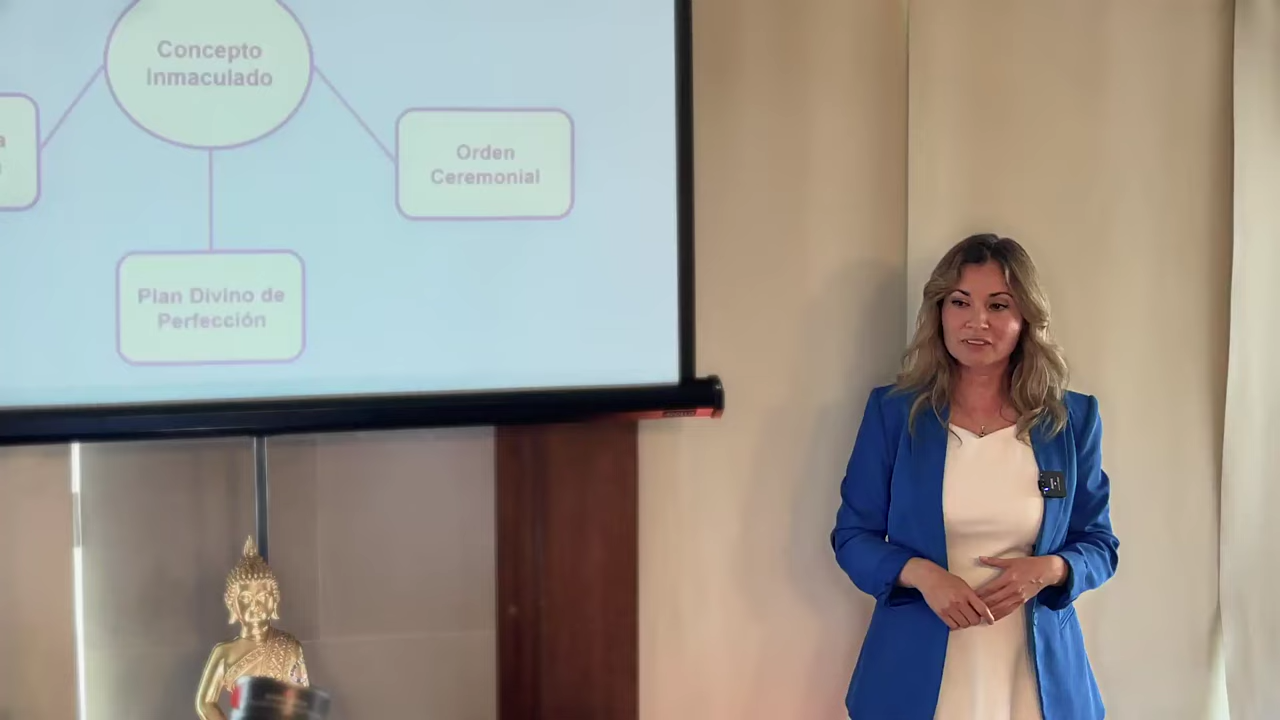 Concepto
Inmaculado
Orden
Ceremonial
Plan Divino de
Perfección